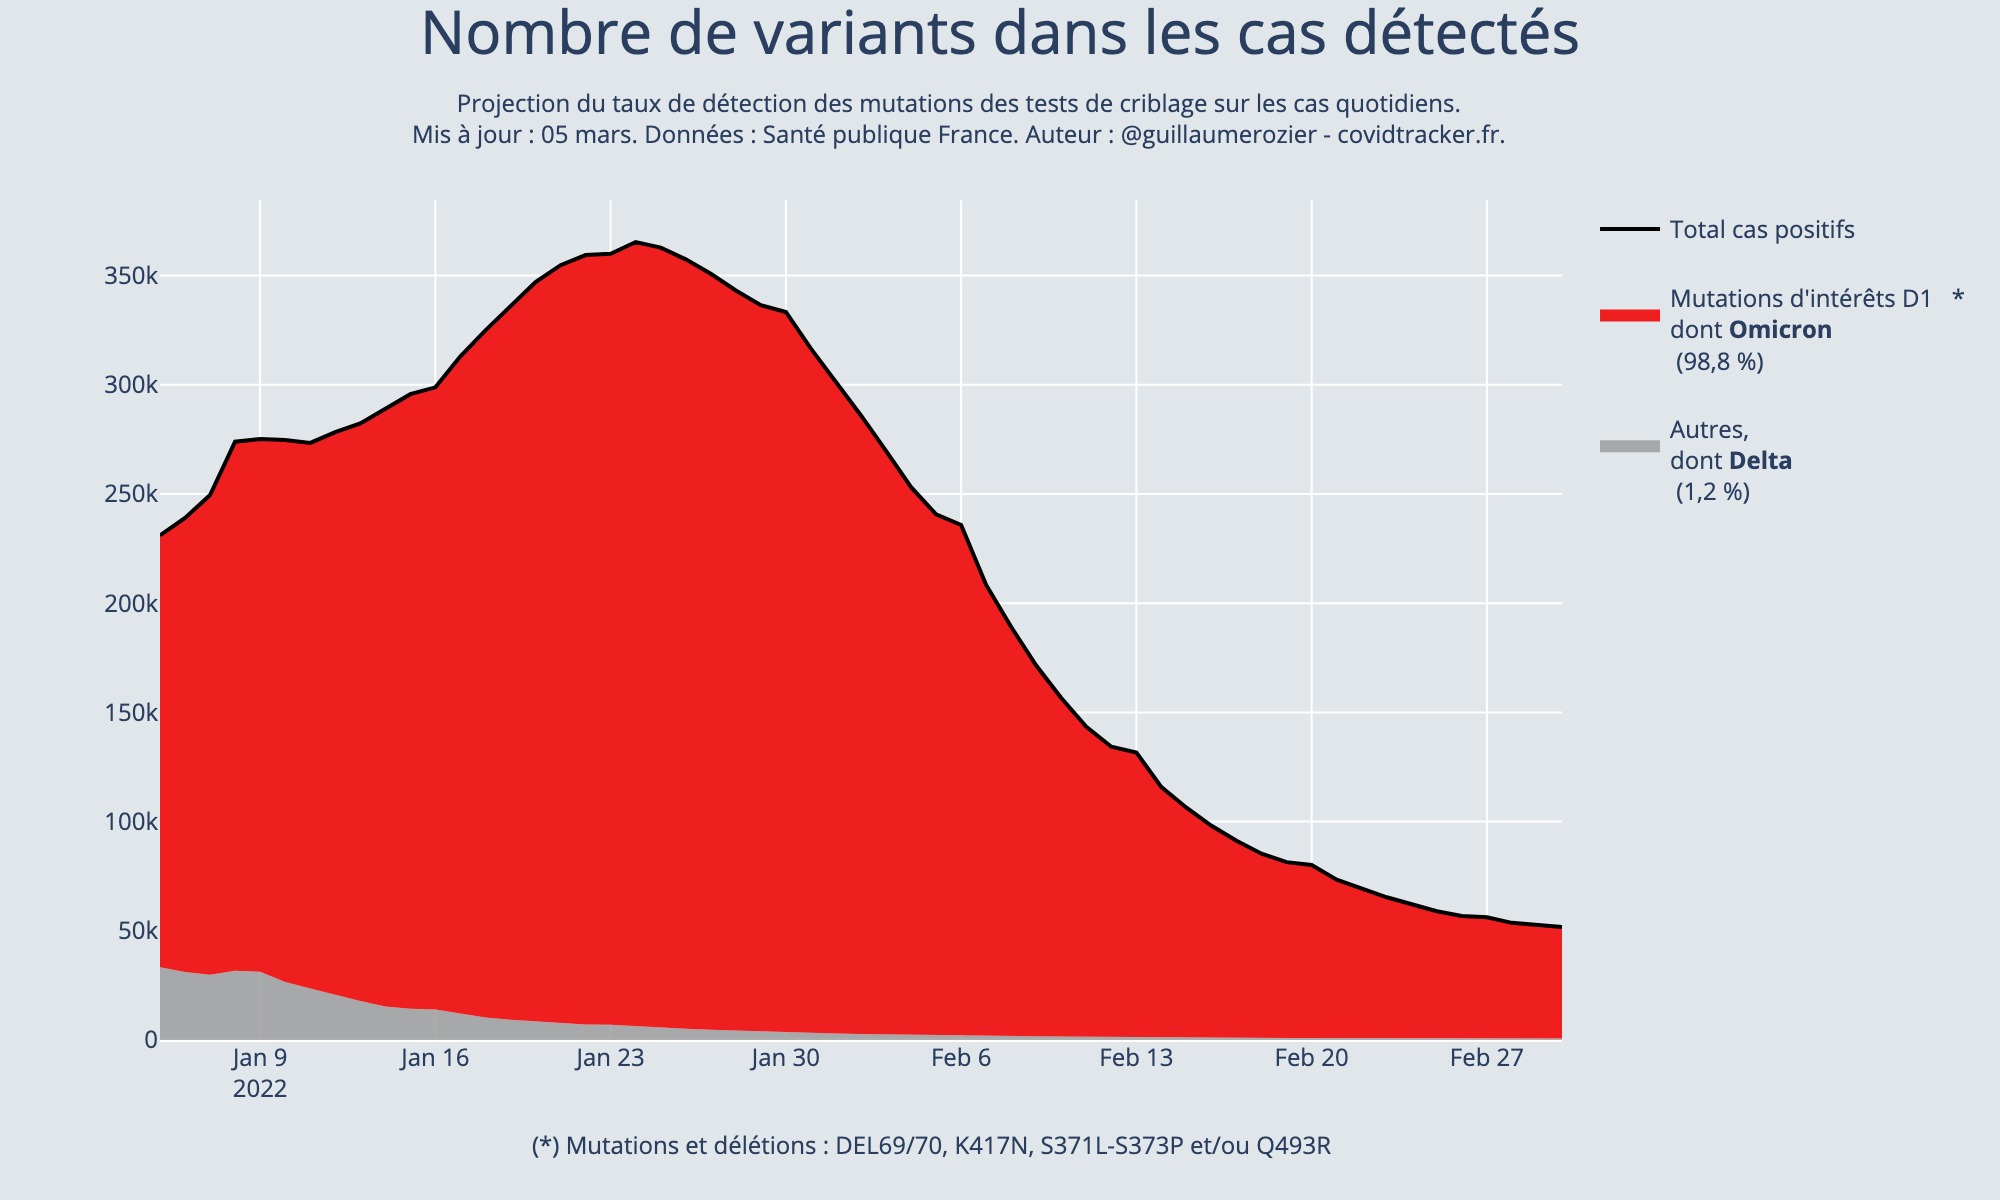 Nombre de variants dans les cas détectés
Projection du taux de détection des mutations des tests de criblage sur les cas quotidiens.
Mis à jour : 05 mars. Données : Santé publique France. Auteur : @guillaumerozier - covidtracker.fr.
Total cas positifs
Mutations d'intérêts D1 *
dont Omicron
(98,8 %)
Autres,
dont Delta
(1,2 %)
350k
300k
250k
200k
150k
100k
50k
0
Jan 9 Jan 16 Jan 23 Jan 30 Feb 6 Feb 13 Feb 20 Feb 27
2022
(*) Mutations et délétions : DEL69/70, K417N, S371L-S373P et/ou Q493R